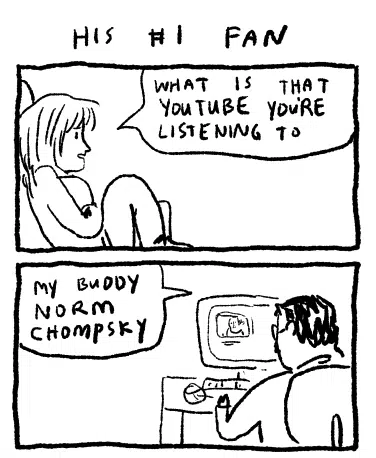 HIS #1 FAN
WHAT IS THAT
YOUTUBE YOU'RE
LISTENING TO
MY BUDDY
NORM
CHOMPSKY